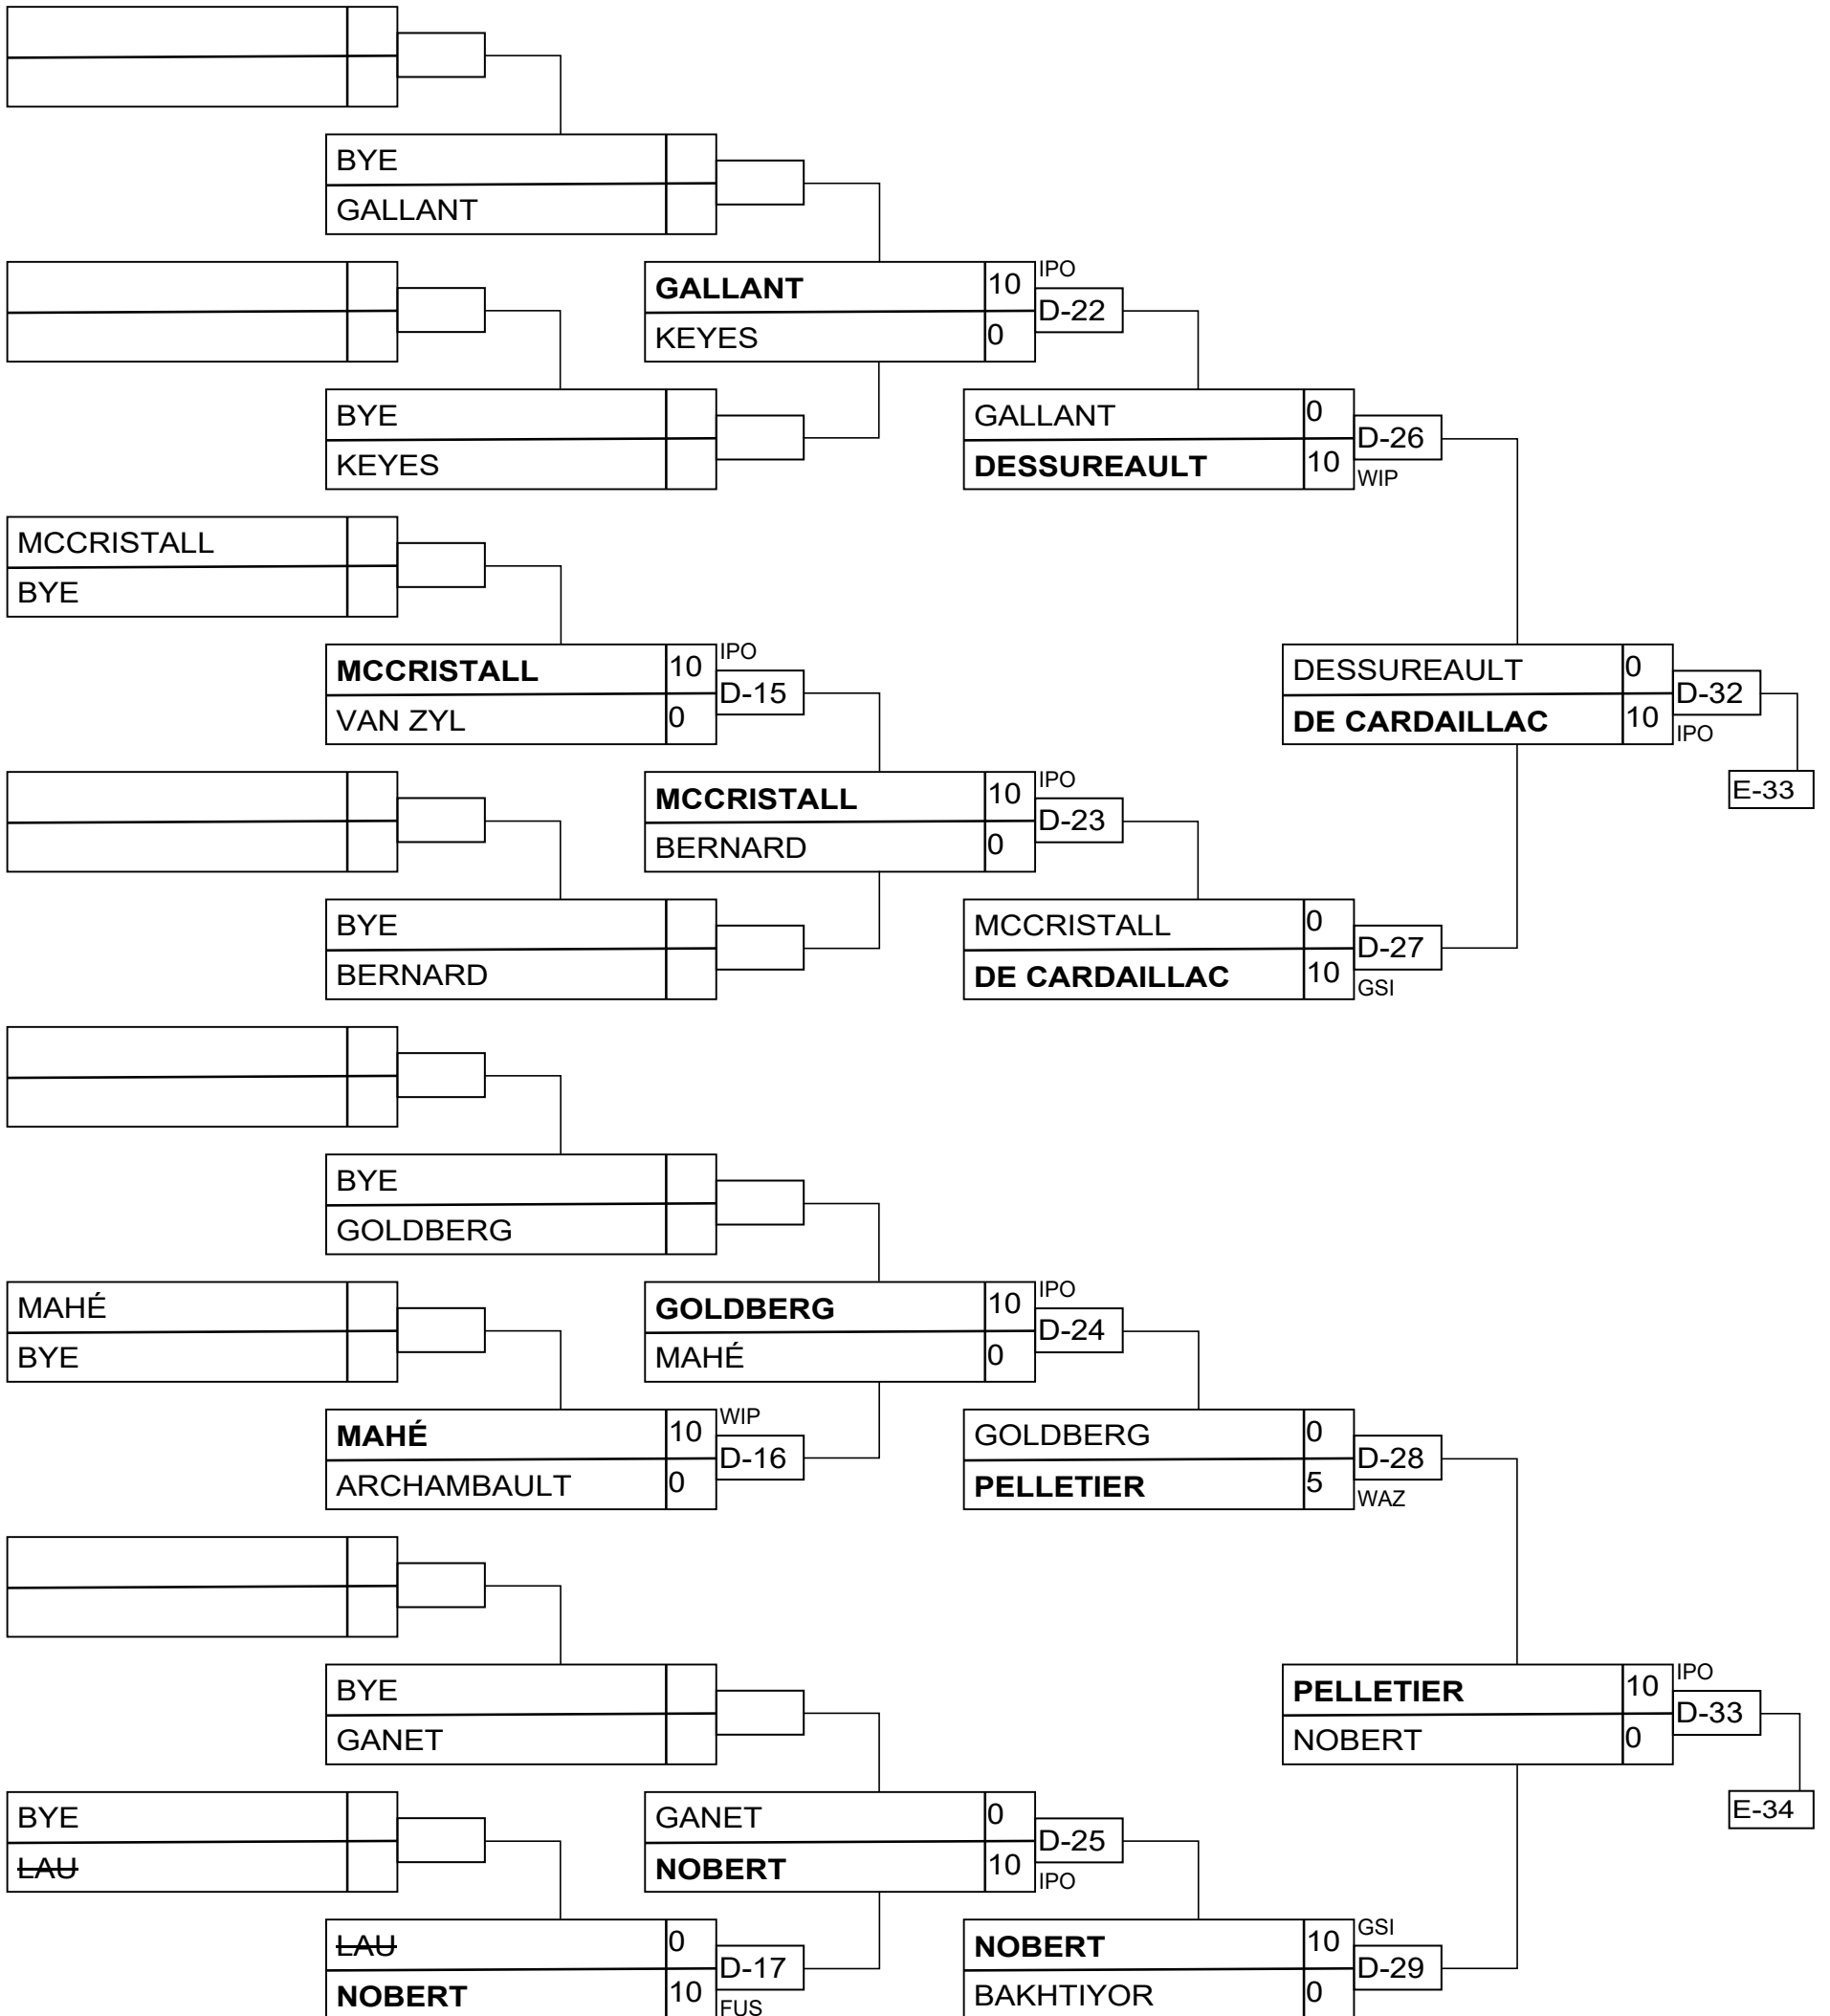 BYE
GALLANT
GALLANT 10 IPO
D-22
KEYES 0
BYE
KEYES
GALLANT 0
D-26
DESSUREAULT 10 WIP
MCCRISTALL
BYE
MCCRISTALL 10 IPO
D-15
VAN ZYL 0
DESSUREAULT 0
D-32
DE CARDAILLAC 10 IPO
E-33
MCCRISTALL 10 IPO
D-23
BERNARD 0
BYE
BERNARD
MCCRISTALL 0
D-27
DE CARDAILLAC 10 GSI
BYE
GOLDBERG
MAHÉ
BYE
GOLDBERG 10 IPO
D-24
MAHÉ 0
MAHÉ 10 WIP
D-16
ARCHAMBAULT 0
GOLDBERG 0
D-28
PELLETIER 5 WAZ
BYE
GANET
PELLETIER 10 IPO
D-33
NOBERT 0
E-34
BYE
LAU
GANET 0
D-25
NOBERT 10 IPO
LAU 0
D-17
NOBERT 10 FUS
NOBERT 10 GSI
D-29
BAKHTIYOR 0